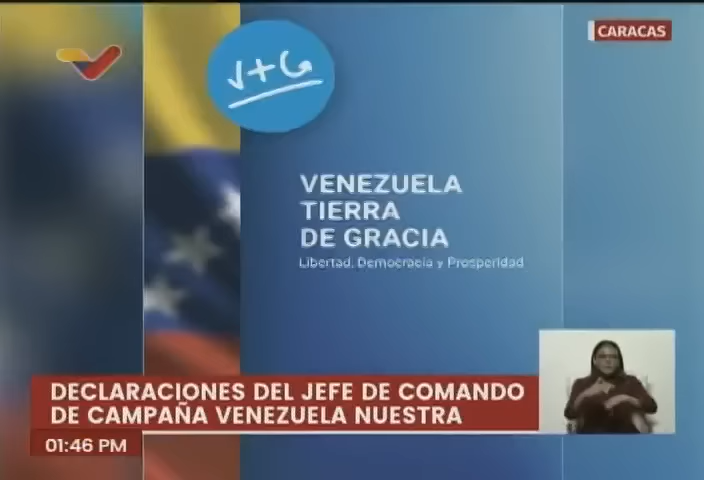 CARACAS
V+G
VENEZUELA
TIERRA
DE GRACIA
Libertad, Democracia y Prosperidad
DECLARACIONES DEL JEFE DE COMANDO
DE CAMPAÑA VENEZUELA NUESTRA
01:46 PM